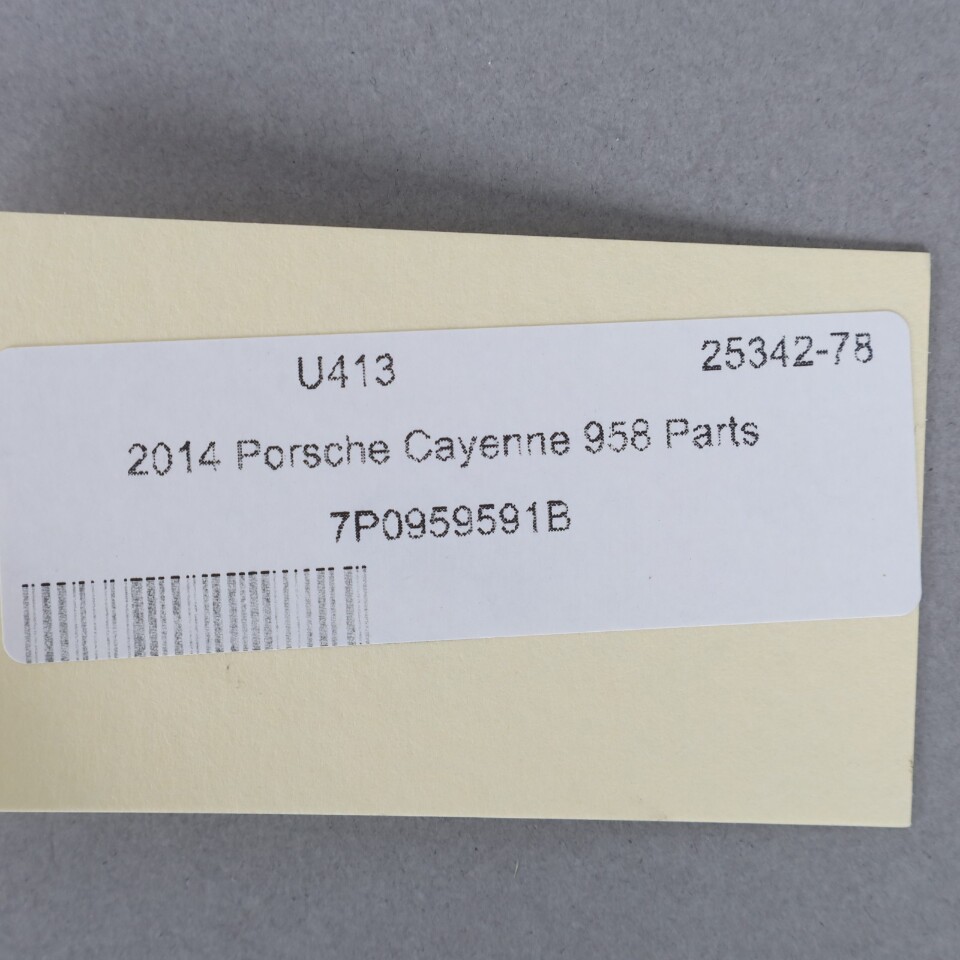 U413 25342-78
2014 Porsche Cayenne 958 Parts
7P0959591B